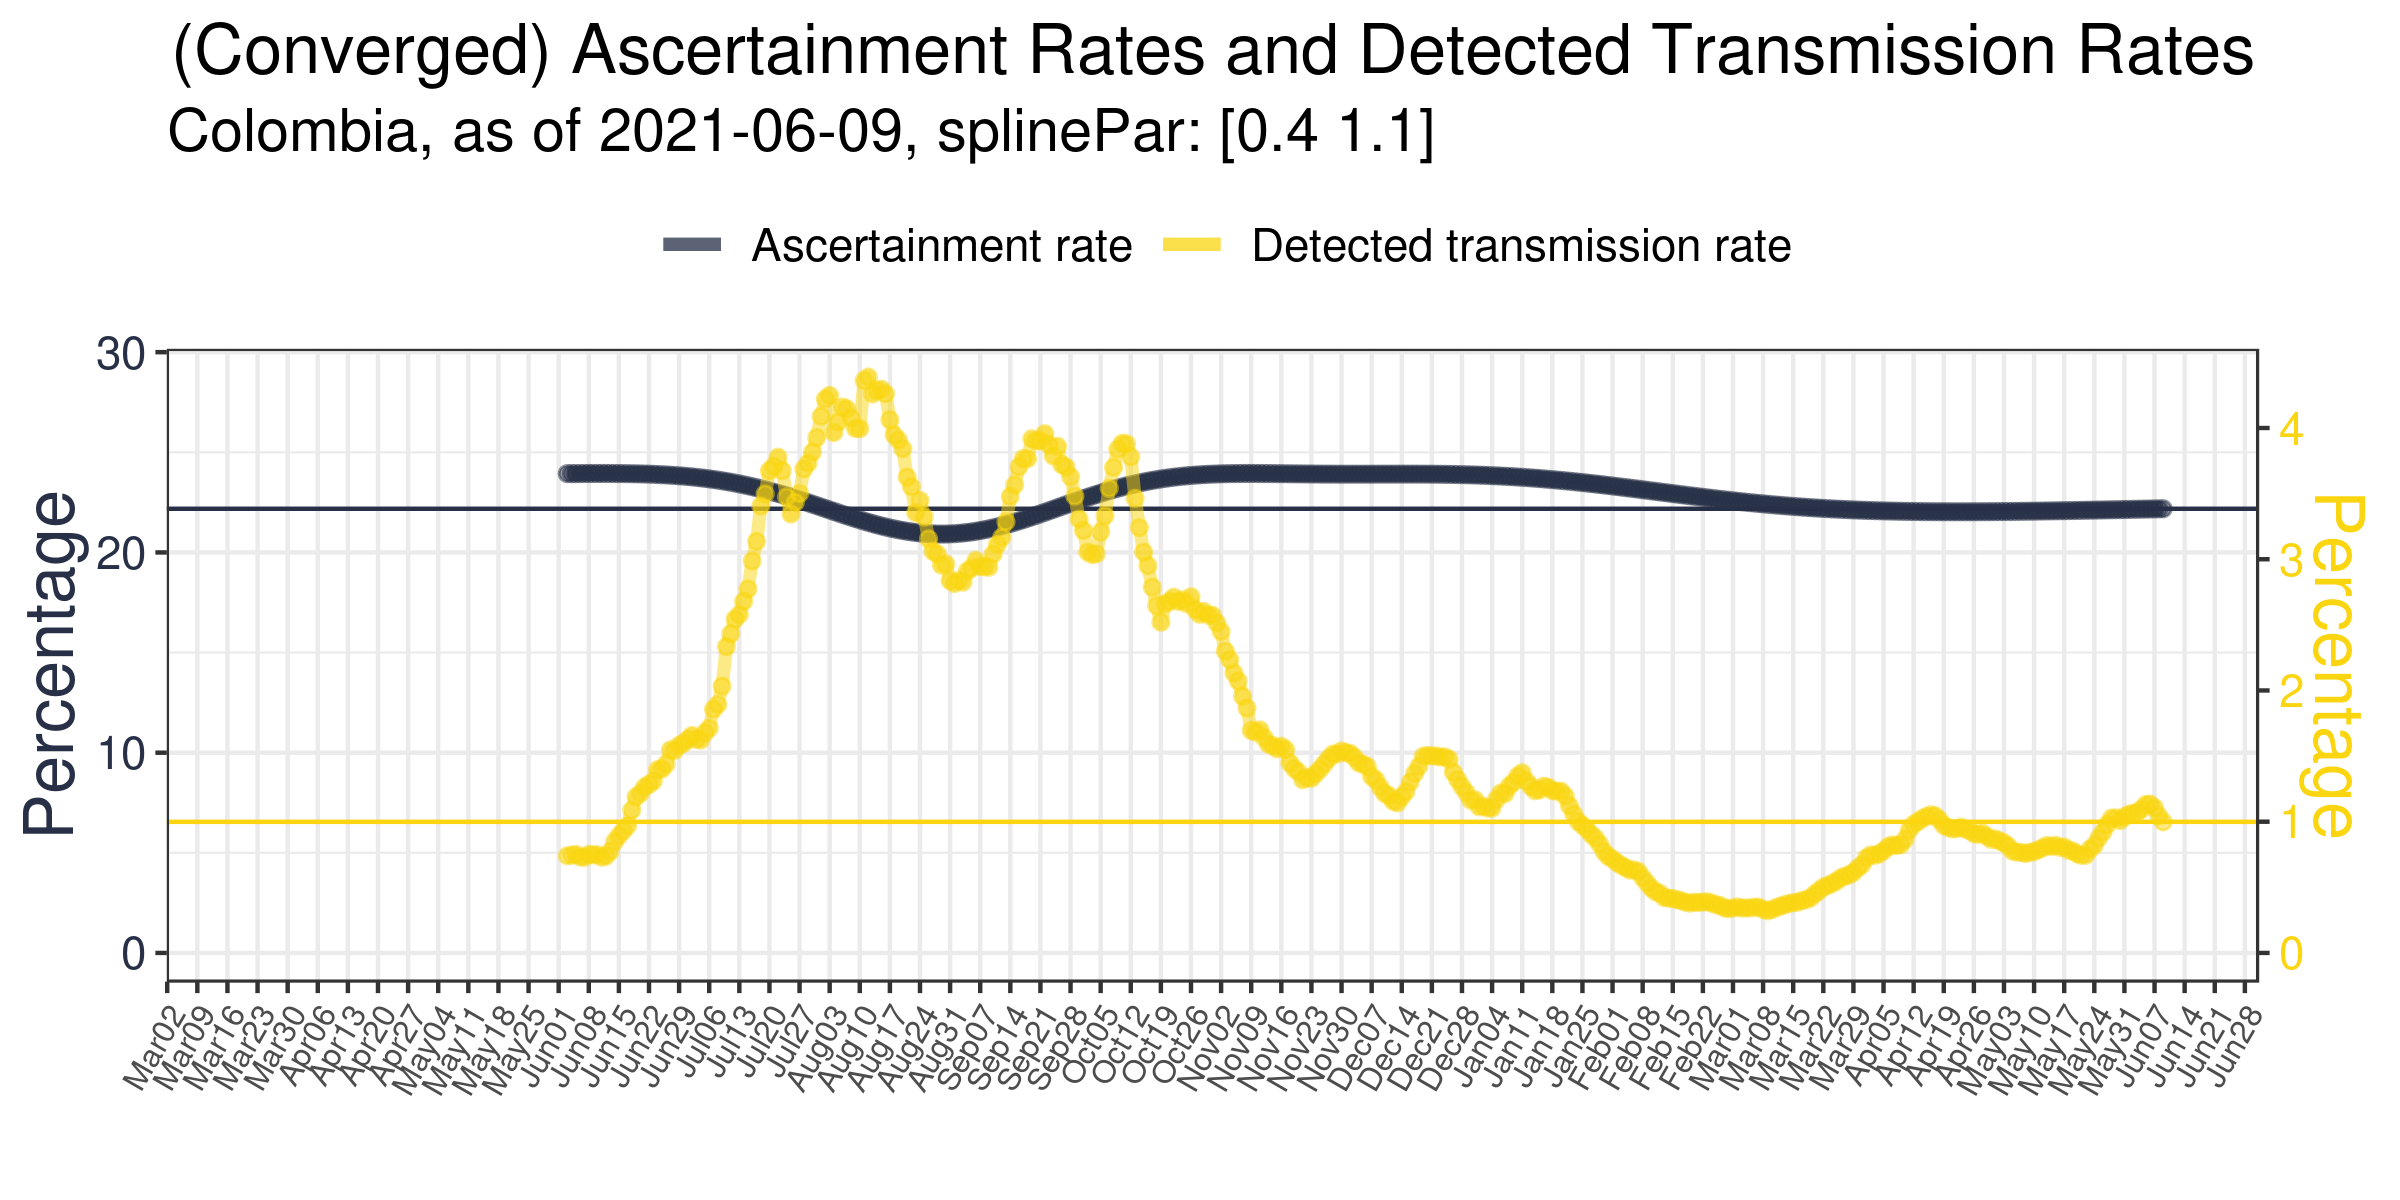 (Converged) Ascertainment Rates and Detected Transmission Rates
Colombia, as of 2021-06-09, splinePar: [0.4 1.1]
Ascertainment rate Detected transmission rate
Percentage
30
20
10
0
4
3
2
1
0
Percentage
Mar02 Mar09 Mar16 Mar23 Mar30 Apr06 Apr13 Apr20 Apr27 May04 May11 May18 May25 Jun01 Jun08 Jun15 Jun22 Jun29 Jul06 Jul13 Jul20 Jul27 Aug03 Aug10 Aug17 Aug24 Aug31 Sep07 Sep14 Sep21 Sep28 Oct05 Oct12 Oct19 Oct26 Nov02 Nov09 Nov16 Nov23 Nov30 Dec07 Dec14 Dec21 Dec28 Jan04 Jan11 Jan18 Jan25 Feb01 Feb08 Feb15 Feb22 Mar01 Mar08 Mar15 Mar22 Mar29 Apr05 Apr12 Apr19 Apr26 May03 May10 May17 May24 May31 Jun07 Jun14 Jun21 Jun28